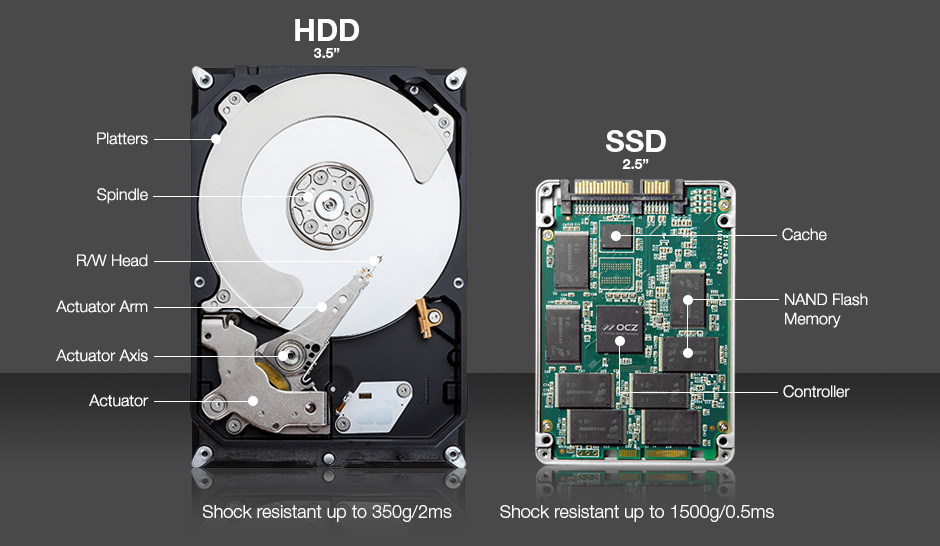 HDD
3.5”
Platters
Spindle
R/W Head
Actuator Arm
Actuator Axis
Actuator
Shock resistant up to 350g/2ms
SSD
2.5”
Cache
NAND Flash
Memory
Controller
OCZ
Shock resistant up to 1500g/0.5ms